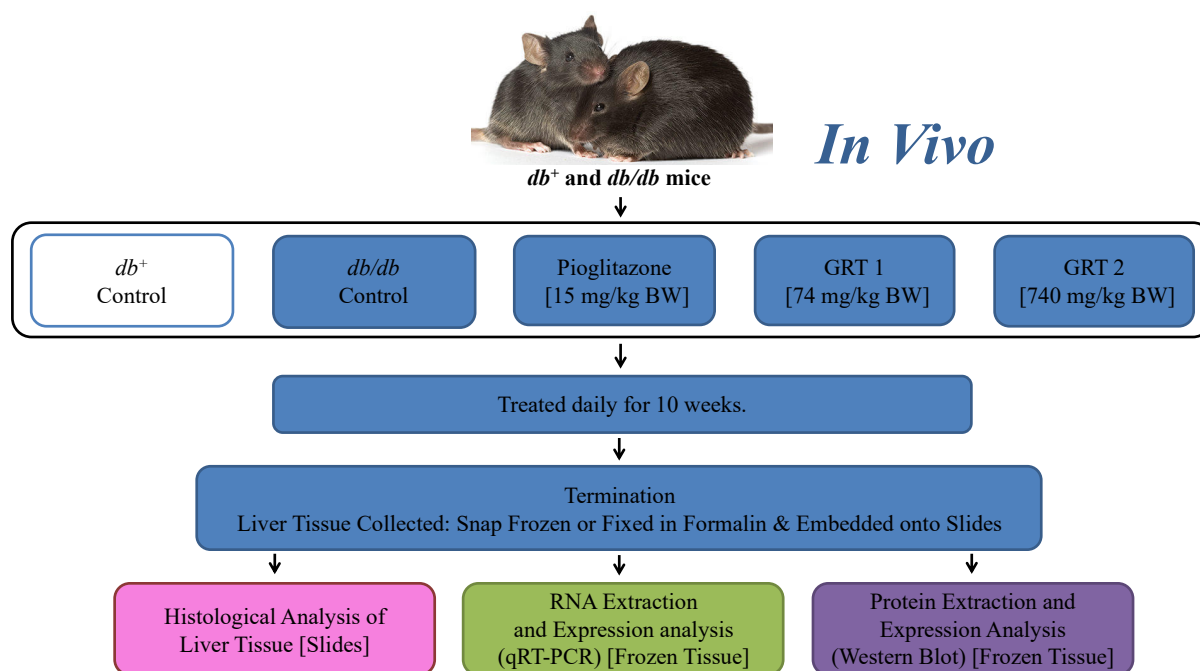 In Vivo
db⁺ and db/db mice
db⁺
Control
db/db
Control
Pioglitazone
[15 mg/kg BW]
GRT 1
[74 mg/kg BW]
GRT 2
[740 mg/kg BW]
Treated daily for 10 weeks.
Termination
Liver Tissue Collected: Snap Frozen or Fixed in Formalin & Embedded onto Slides
Histological Analysis of
Liver Tissue [Slides]
RNA Extraction
and Expression analysis
(qRT-PCR) [Frozen Tissue]
Protein Extraction and
Expression Analysis
(Western Blot) [Frozen Tissue]